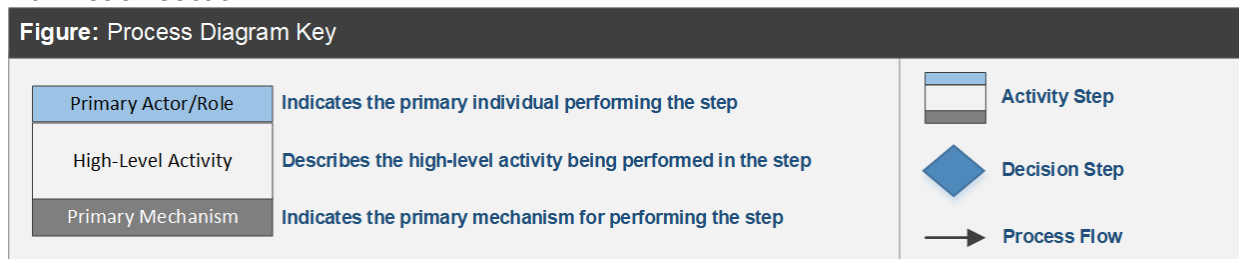 Figure: Process Diagram Key
Primary Actor/Role
Indicates the primary individual performing the step
High-Level Activity
Describes the high-level activity being performed in the step
Primary Mechanism
Indicates the primary mechanism for performing the step
Activity Step
Decision Step
Process Flow